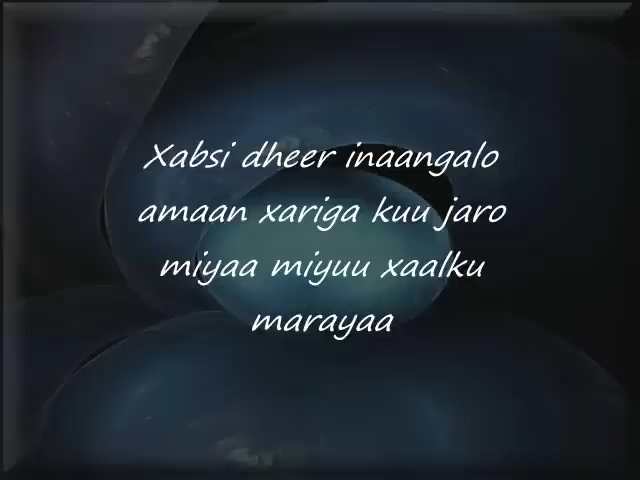 Xabsi dheer inaangalo
amaan xariga kuu jaro
miyaa miyuu xaalku
marayaa